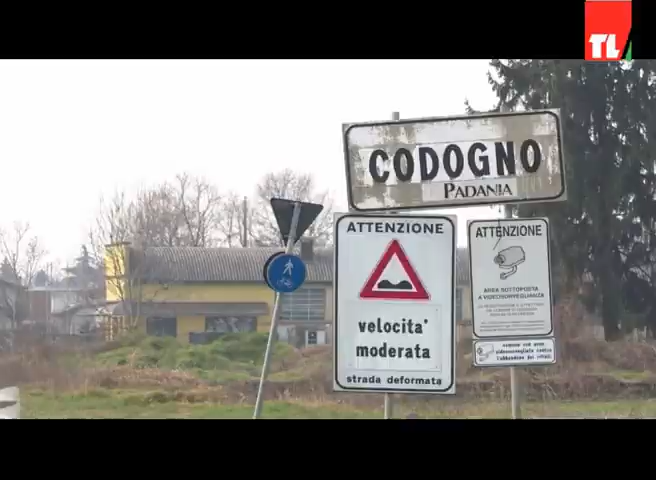 TL
CODOGNO
PADANIA
ATTENZIONE
velocita'
moderata
strada deformata
ATTENZIONE
AREA SOTTOPOSTA
A VIDEOSORVEGLIANZA